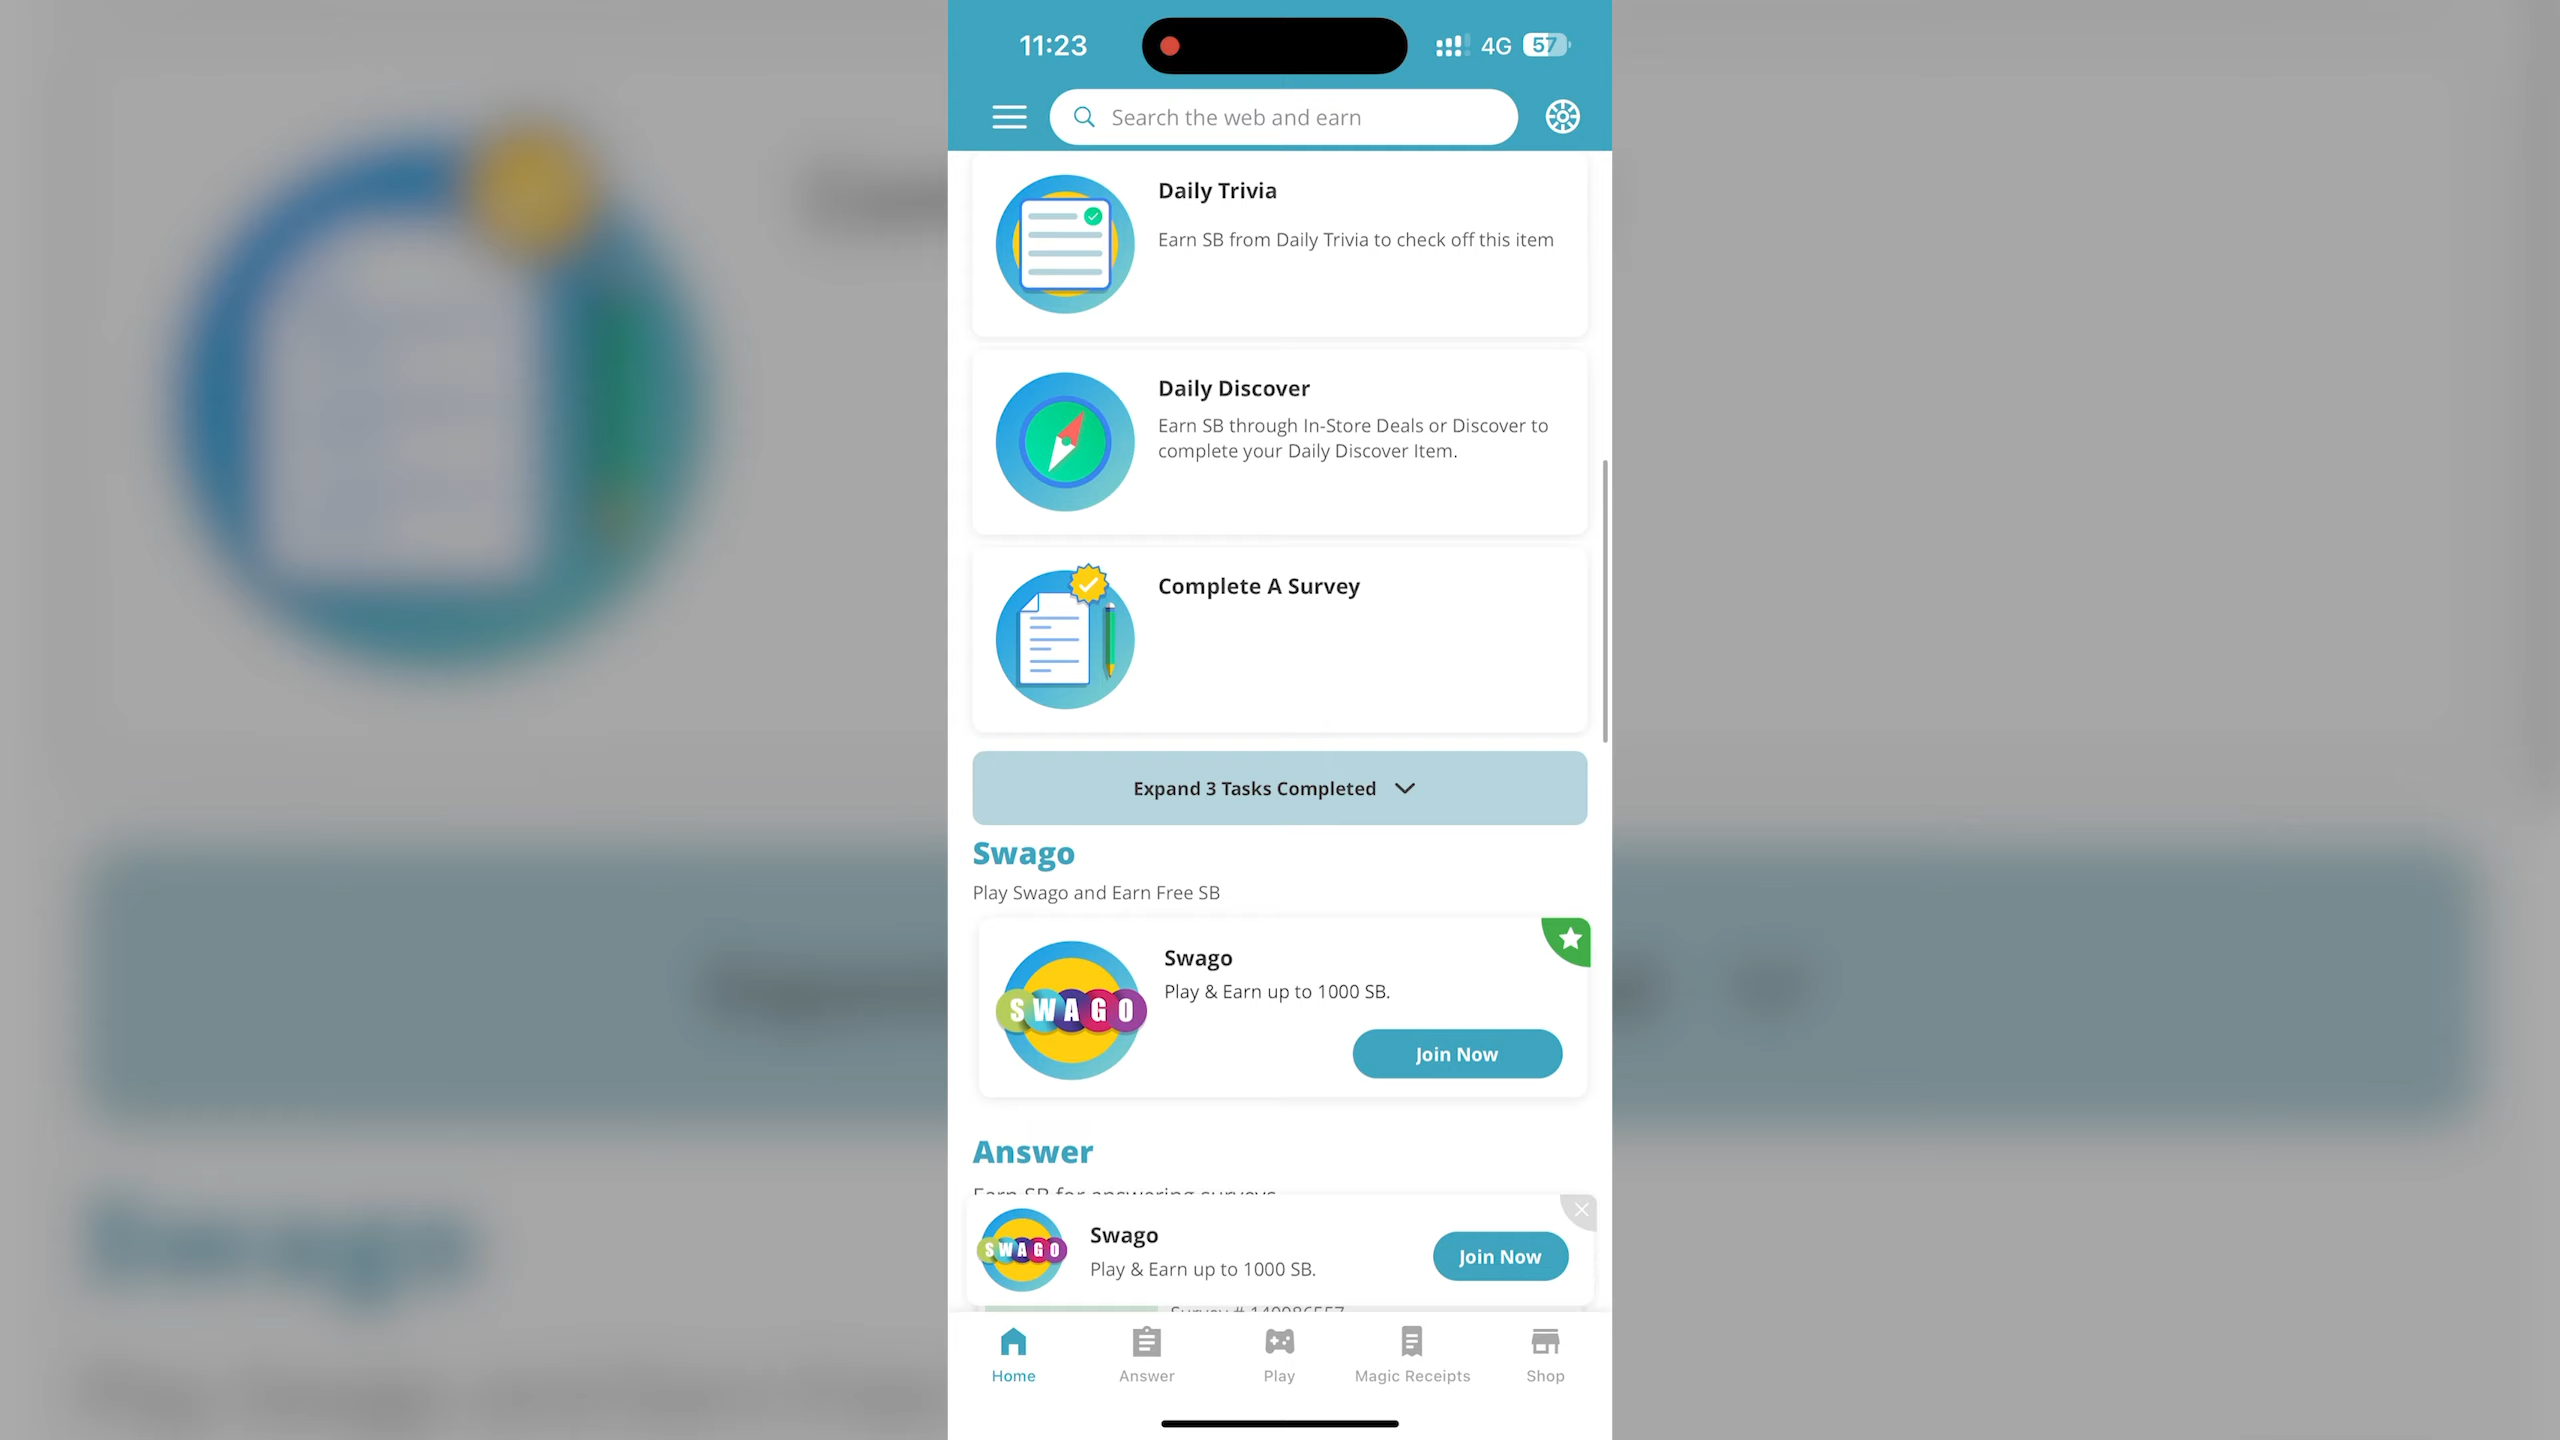 11:23
4G
57
Search the web and earn
Daily Trivia
Earn SB from Daily Trivia to check off this item
Daily Discover
Earn SB through In-Store Deals or Discover to
complete your Daily Discover Item.
Complete A Survey
Expand 3 Tasks Completed
Swago
Play Swago and Earn Free SB
Swago
SWAGO
Play & Earn up to 1000 SB.
Join Now
Answer
Earn SB for answering surveys
Swago
SWAGO
Play & Earn up to 1000 SB.
Join Now
Survey # 140086557
Home
Answer
Play
Magic Receipts
Shop